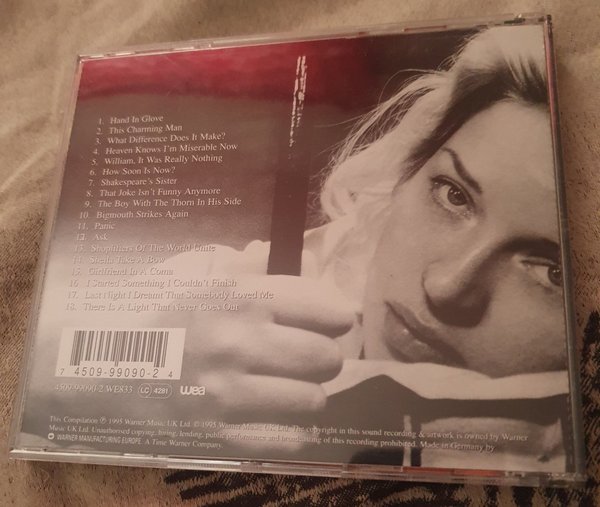 1. Hand In Glove
2. This Charming Man
3. What Difference Does It Make?
4. Heaven Knows I'm Miserable Now
5. William, It Was Really Nothing
6. How Soon Is Now?
7. Shakespeare's Sister
8. That Joke Isn't Funny Anymore
9. The Boy With The Thorn In His Side
10. Bigmouth Strikes Again
11. Panic
12. Ask
13. Shoplifters Of The World Unite
14. Sheila Take A Bow
15. Girlfriend In A Coma
16. I Started Something I Couldn't Finish
17. Last Night I Dreamt That Somebody Loved Me
18. There Is A Light That Never Goes Out
7 4509-99090-2 4
4509-99090-2 WE833 LC 4281 wea
This Compilation ℗ 1995 Warner Music UK Ltd. © 1995 Warner Music UK Ltd. The copyright in this sound recording & artwork is owned by Warner
Music UK Ltd. Unauthorised copying, hiring, lending, public performance and broadcasting of this recording prohibited. Made in Germany by
WARNER MANUFACTURING EUROPE. A Time Warner Company.